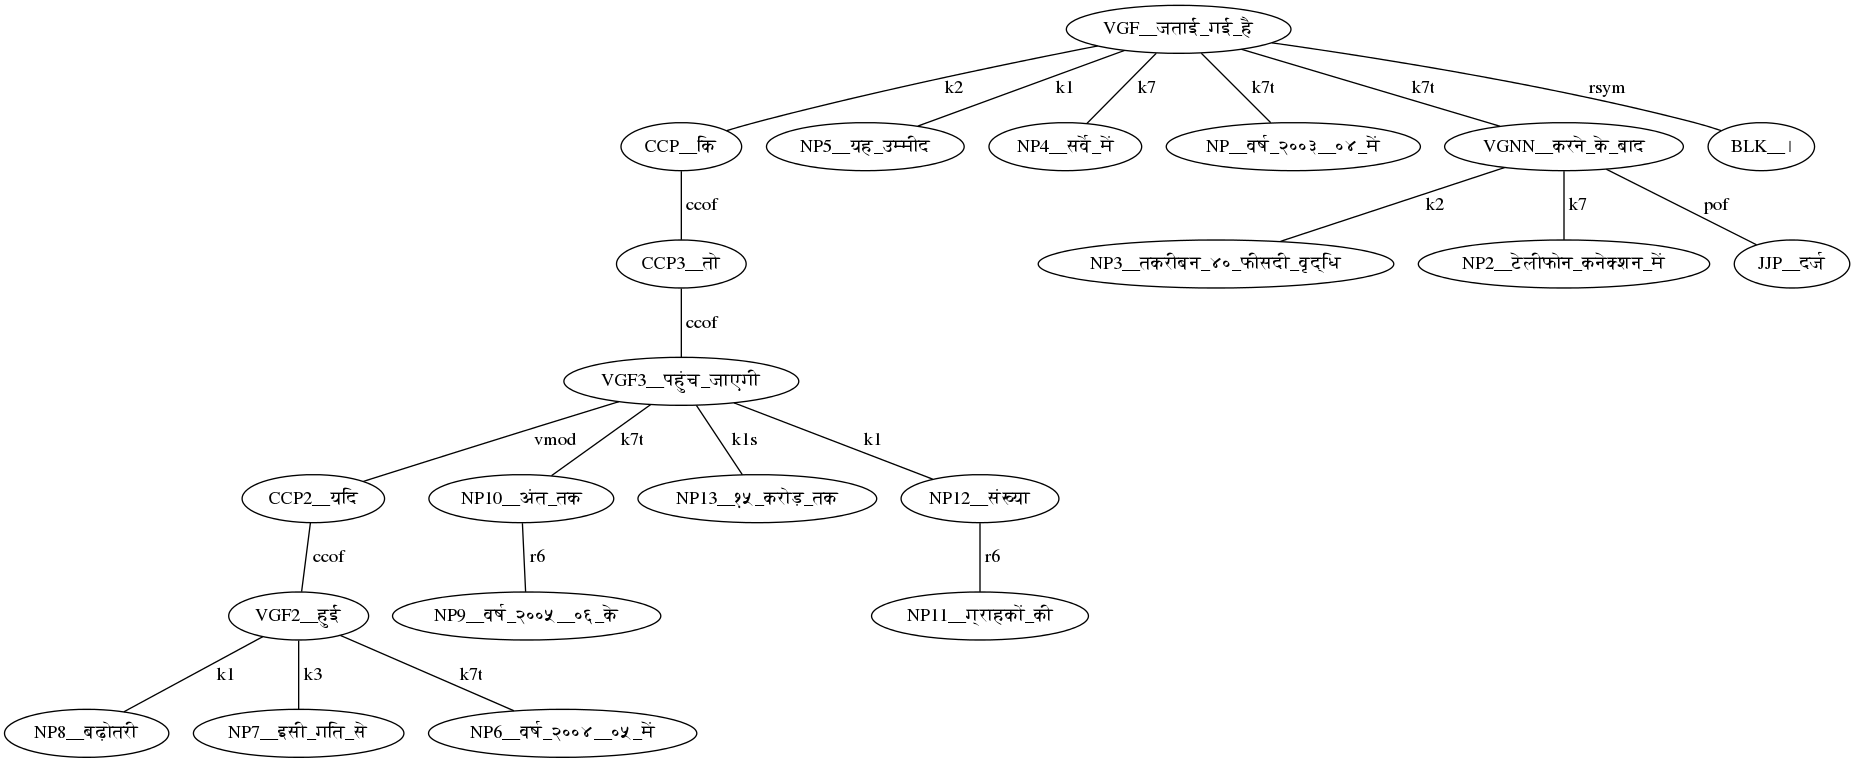 VGF__जताई_गई_है
k2 k1 k7 k7t k7t rsym
CCP__कि NP5__यह_उम्मीद NP4__सर्वे_में NP__वर्ष_२००३__०४_में VGNN__करने_के_बाद BLK__।
ccof k2 k7 pof
CCP3__तो NP3__तकरीबन_४०_फीसदी_वृद्धि NP2__टेलीफोन_कनेक्शन_में JJP__दर्ज
ccof
VGF3__पहुंच_जाएगी
vmod k7t k1s k1
CCP2__यदि NP10__अंत_तक NP13__१५_करोड़_तक NP12__संख्या
ccof r6 r6
VGF2__हुई NP9__वर्ष_२००५__०६_के NP11__ग्राहकों_की
k1 k3 k7t
NP8__बढ़ोतरी NP7__इसी_गति_से NP6__वर्ष_२००४__०५_में